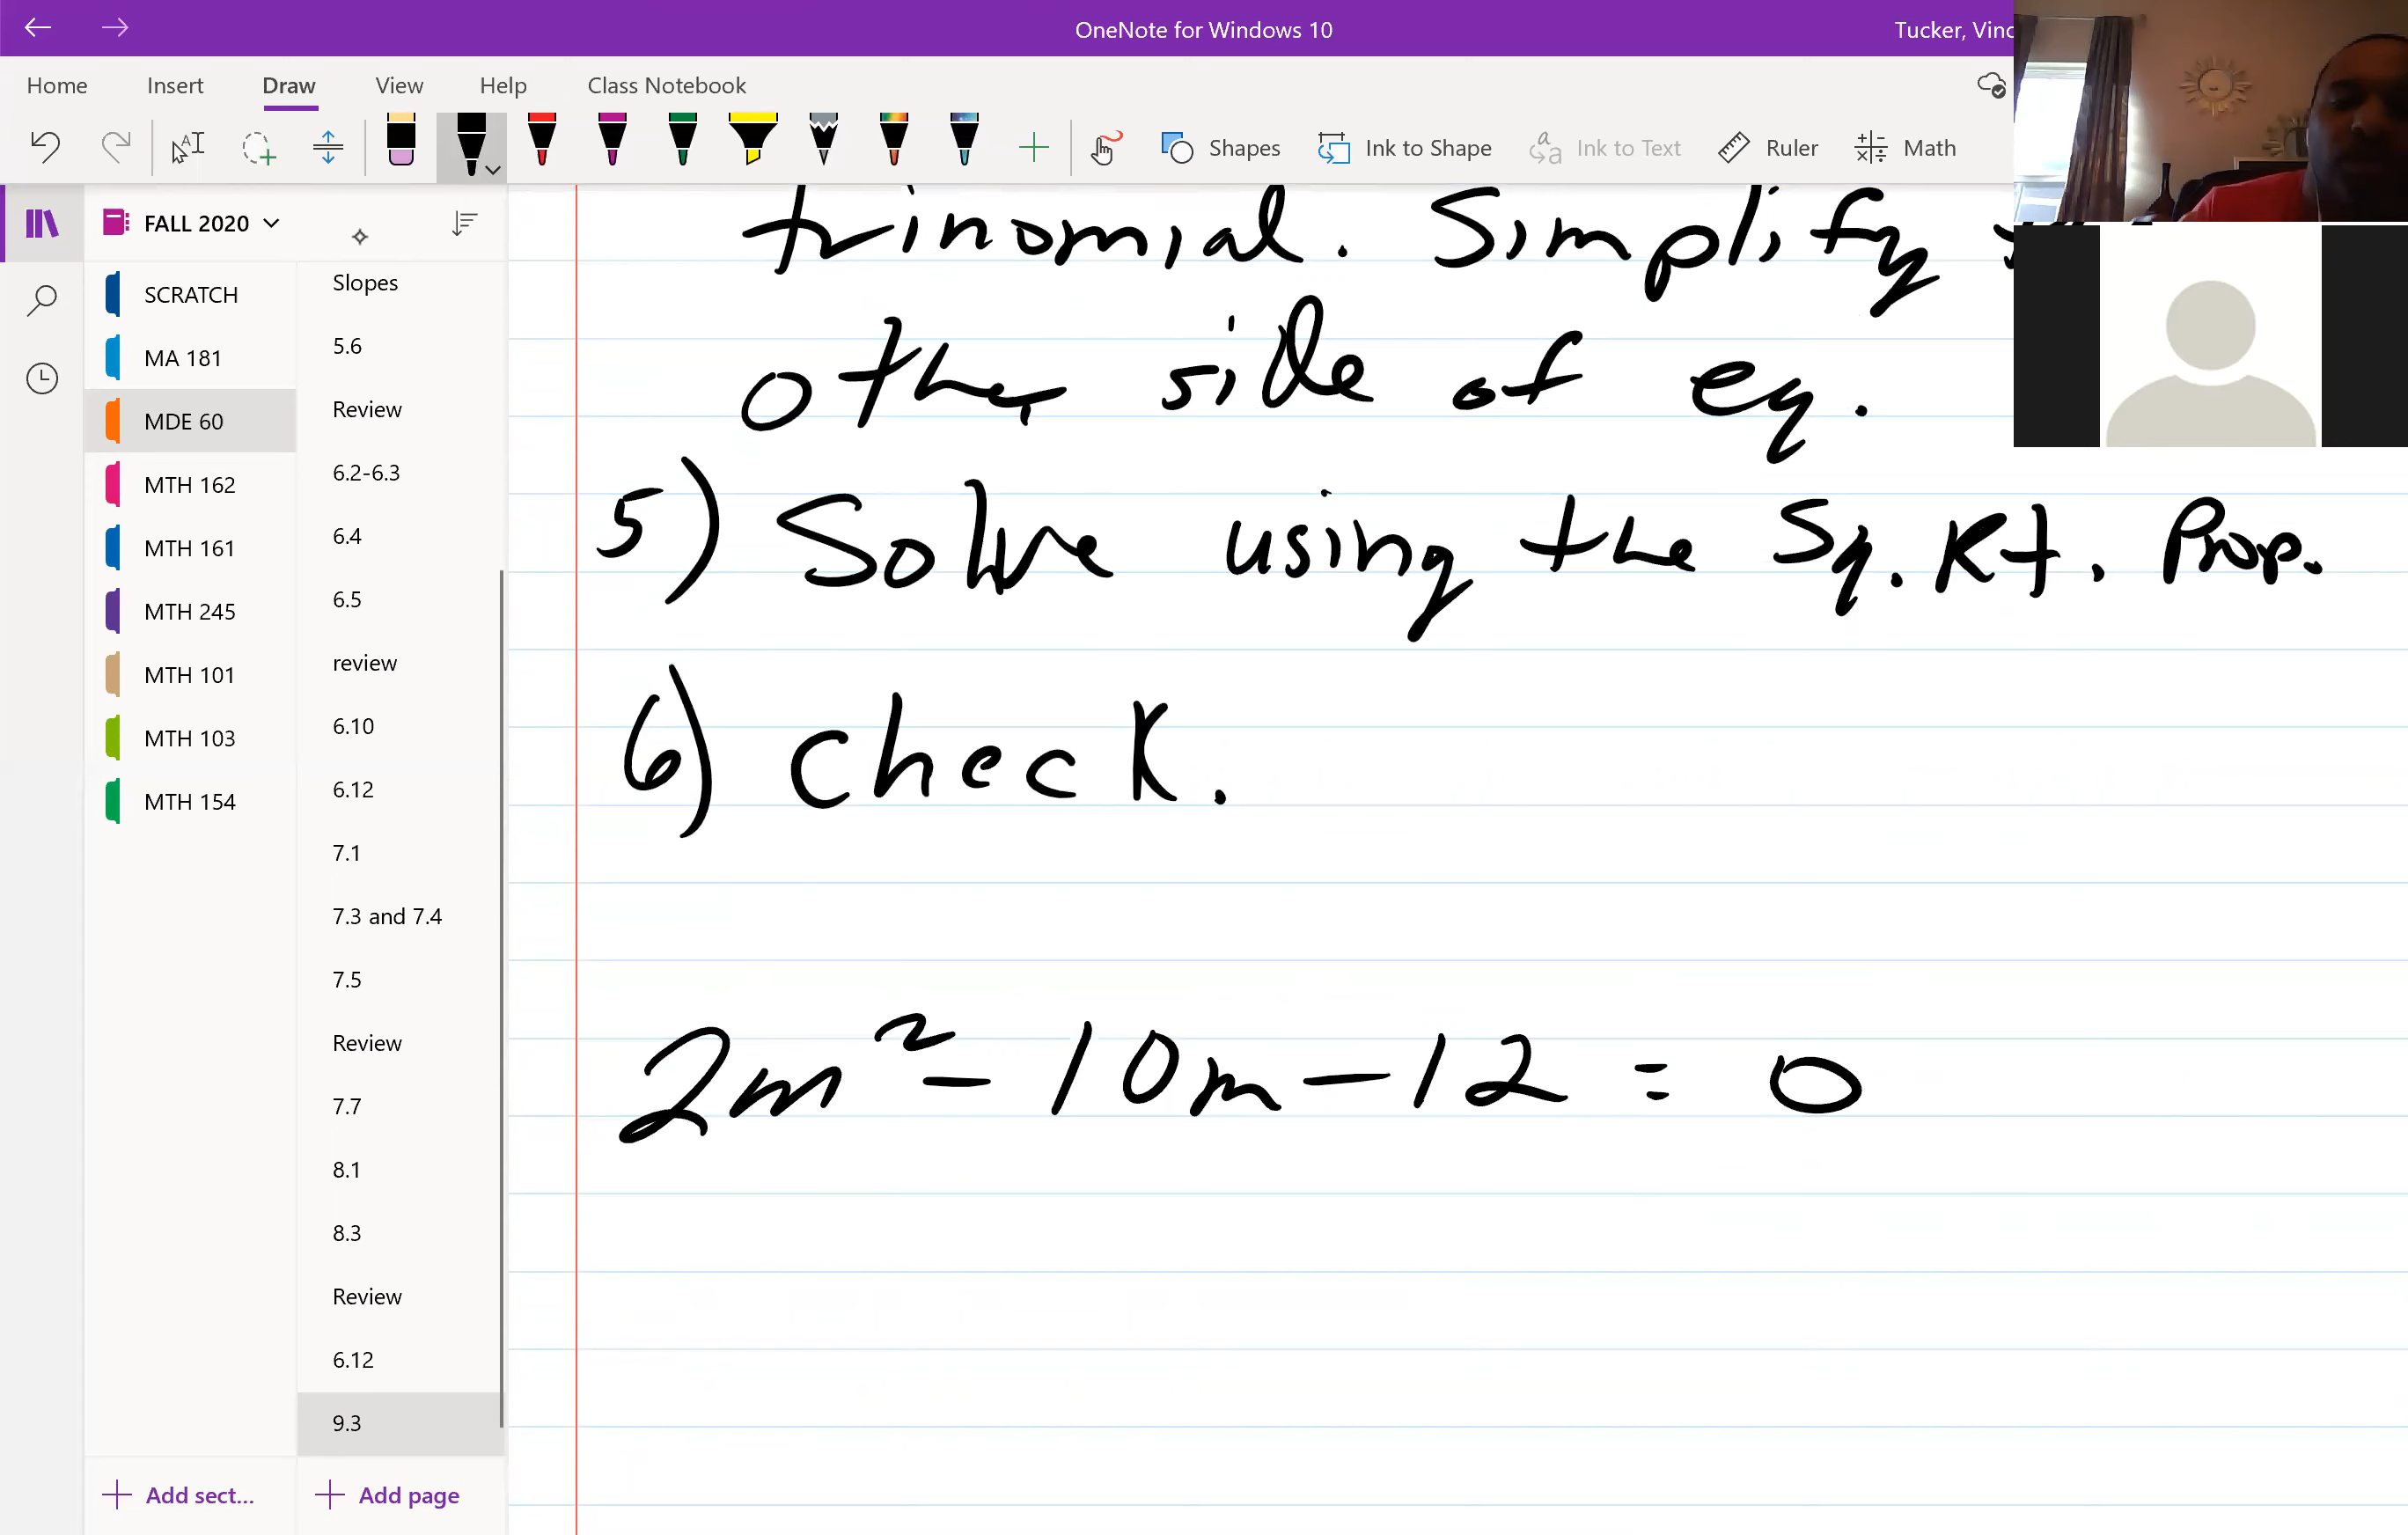 OneNote for Windows 10
Tucker, Vinc
Home Insert Draw View Help Class Notebook
Shapes Ink to Shape Ink to Text Ruler Math
FALL 2020
SCRATCH
MA 181
MDE 60
MTH 162
MTH 161
MTH 245
MTH 101
MTH 103
MTH 154
Add sect...
Slopes
5.6
Review
6.2-6.3
6.4
6.5
review
6.10
6.12
7.1
7.3 and 7.4
7.5
Review
7.7
8.1
8.3
Review
6.12
9.3
Add page
trinomial. Simplify
other side of eq.
5) Solve using the Sq. Rt. Prop.
6) Check.
2m² - 10m - 12 = 0